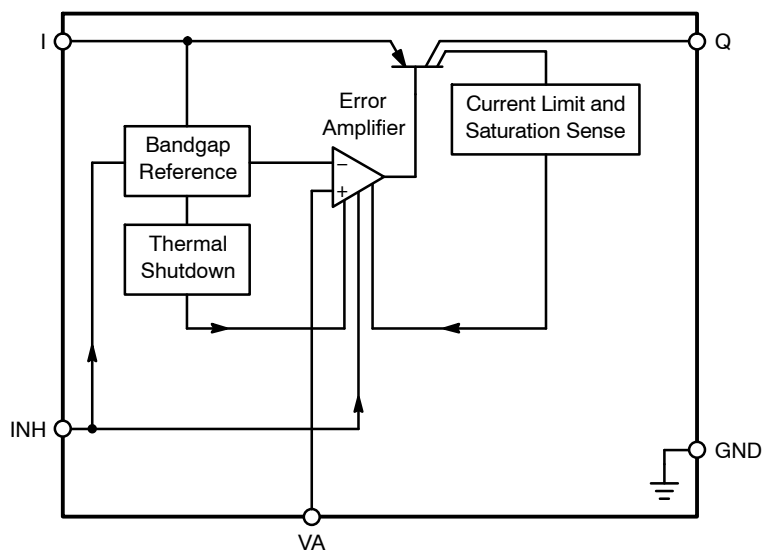 I
Q
Error
Amplifier
Current Limit and
Saturation Sense
Bandgap
Reference
−
+
Thermal
Shutdown
INH
GND
VA